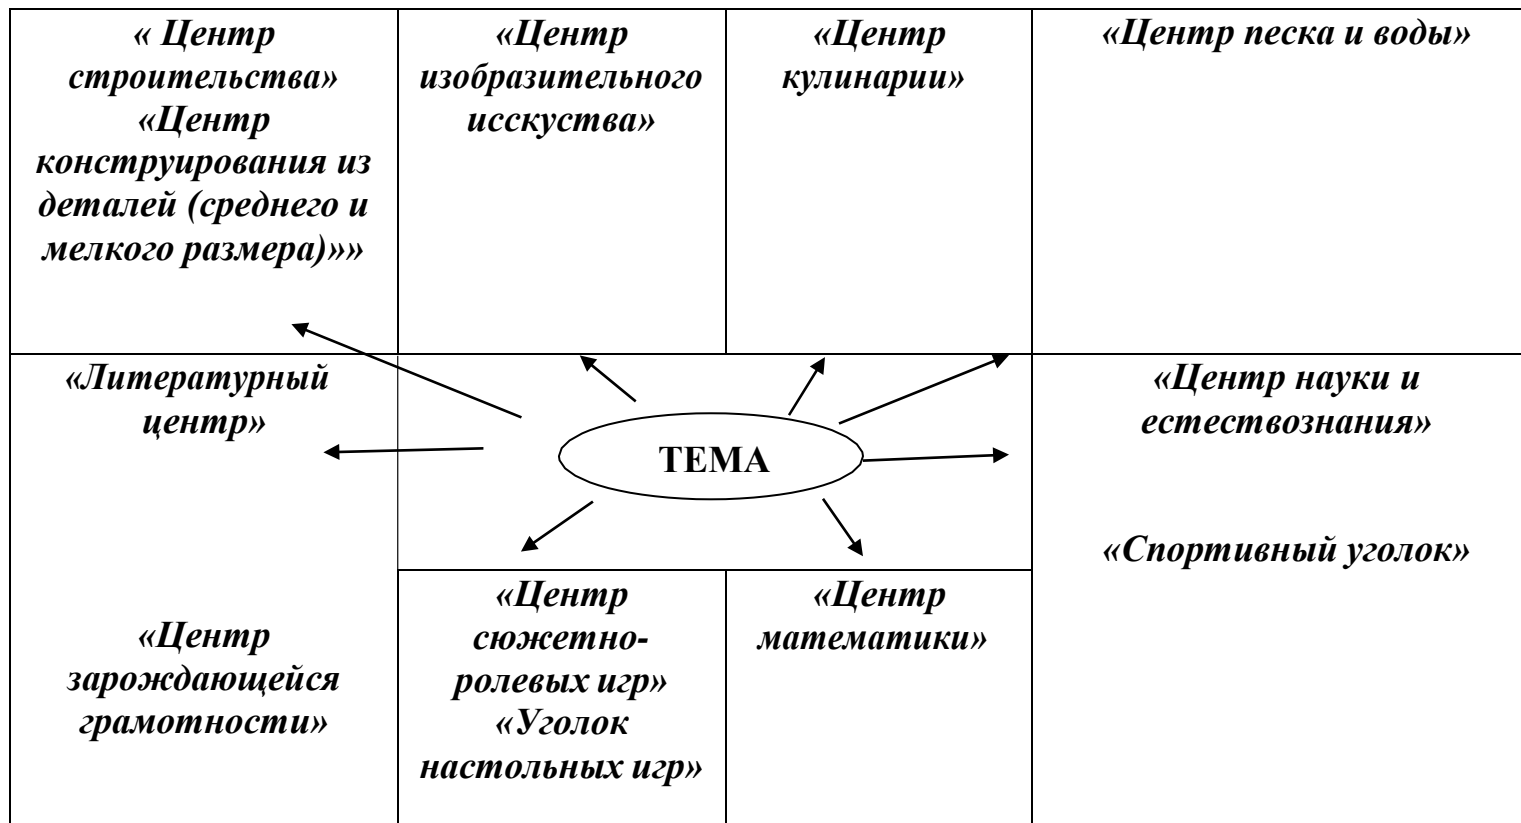 « Центр
строительства»
«Центр
конструирования из
деталей (среднего и
мелкого размера)»»
«Центр
изобразительного
исскуства»
«Центр
кулинарии»
«Центр песка и воды»
«Литературный
центр»
«Центр
зарождающейся
грамотности»
ТЕМА
«Центр науки и
естествознания»
«Спортивный уголок»
«Центр
сюжетно-
ролевых игр»
«Уголок
настольных игр»
«Центр
математики»